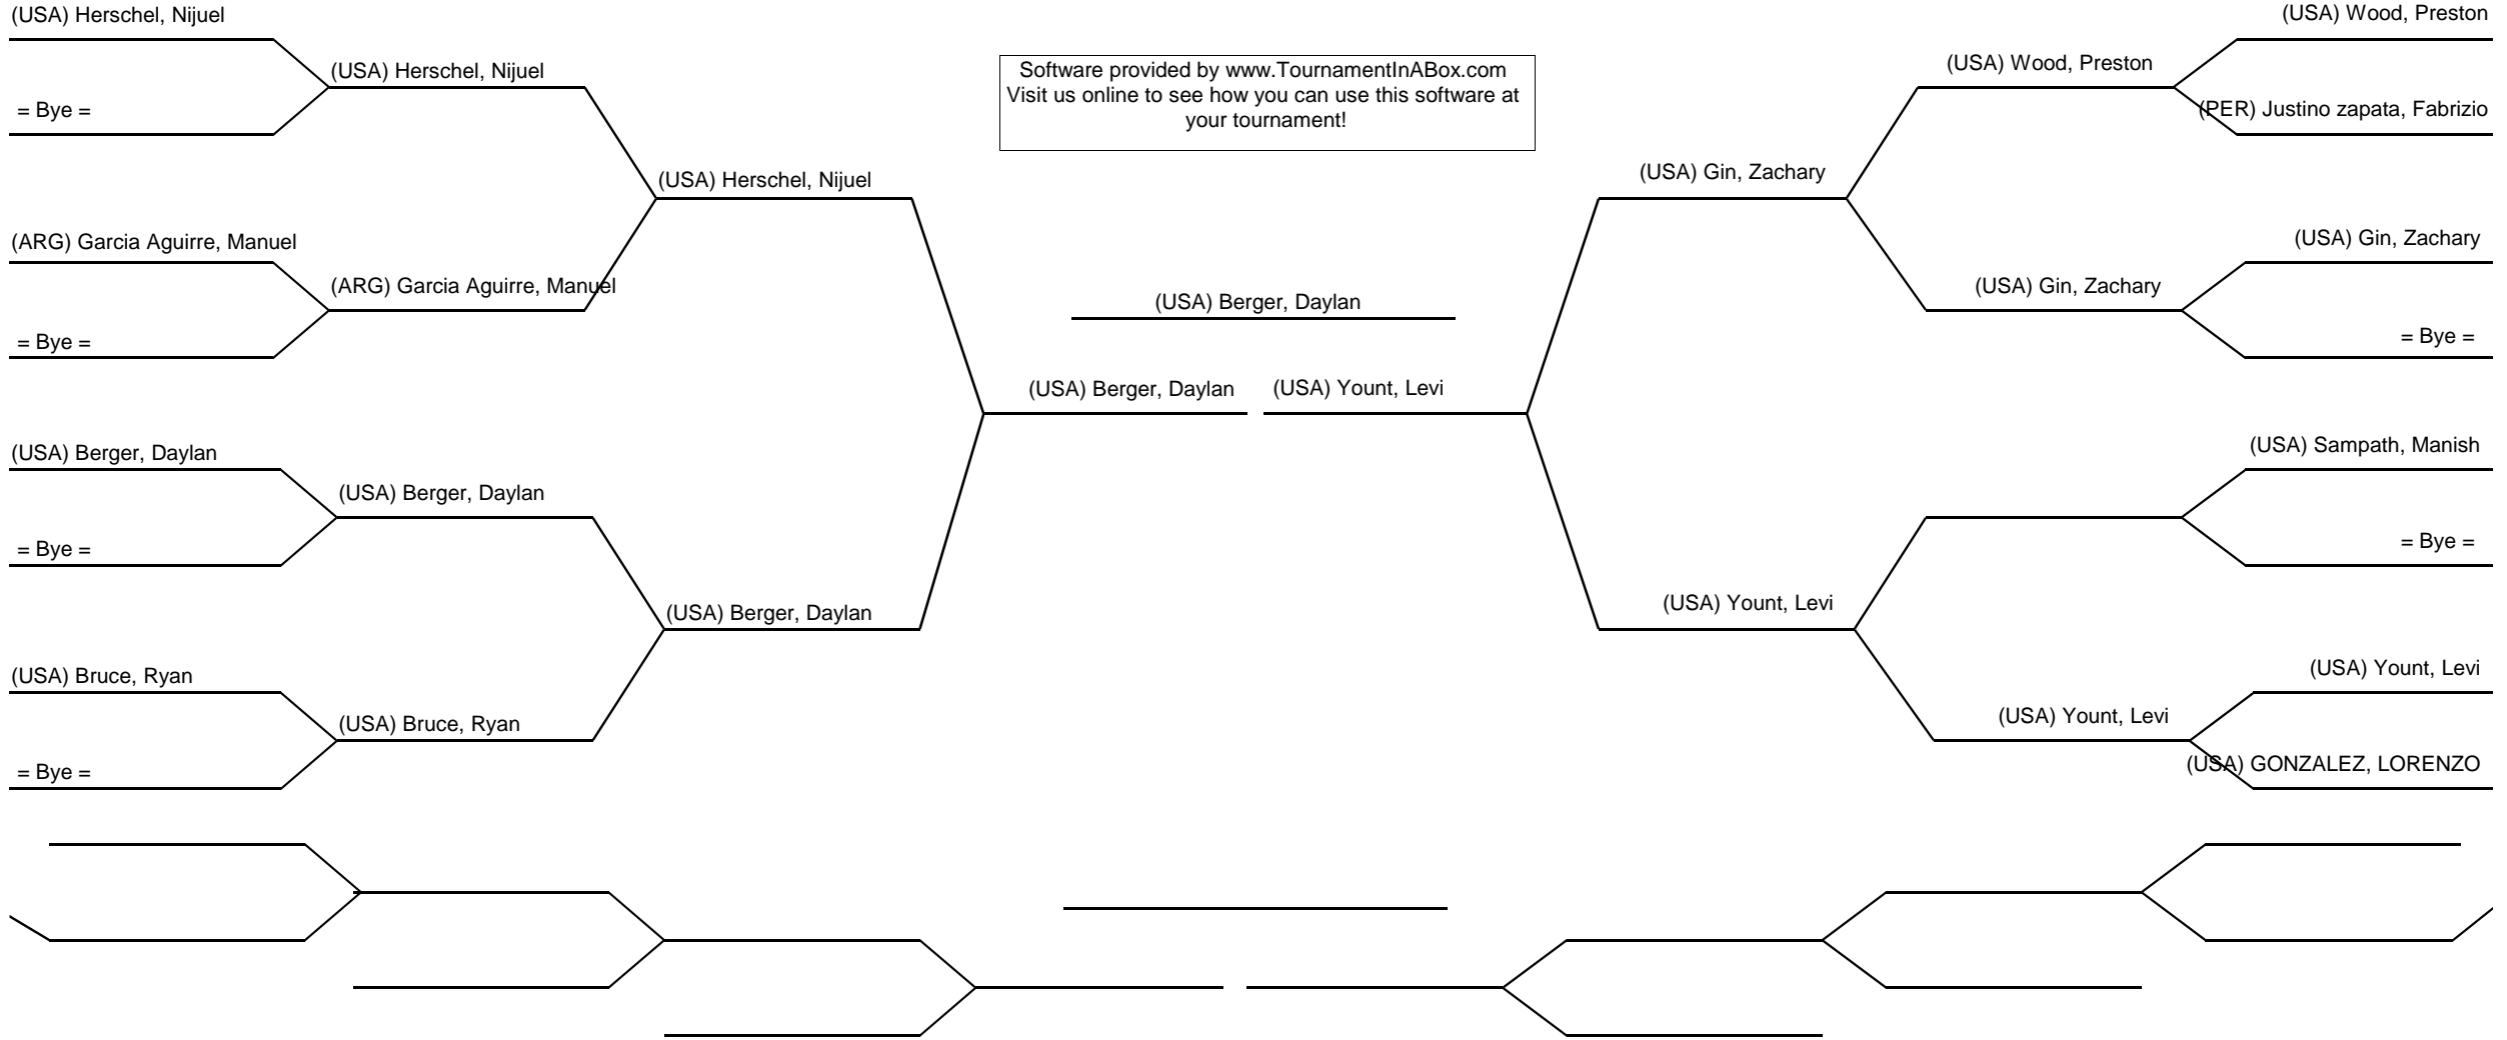 (USA) Herschel, Nijuel
= Bye =
(ARG) Garcia Aguirre, Manuel
= Bye =
(USA) Berger, Daylan
= Bye =
(USA) Bruce, Ryan
= Bye =
(USA) Herschel, Nijuel
(ARG) Garcia Aguirre, Manuel
(USA) Berger, Daylan
(USA) Bruce, Ryan
(USA) Herschel, Nijuel
(USA) Berger, Daylan
Software provided by www.TournamentInABox.com
Visit us online to see how you can use this software at
your tournament!
(USA) Berger, Daylan
(USA) Berger, Daylan
(USA) Yount, Levi
(USA) Gin, Zachary
(USA) Yount, Levi
(USA) Wood, Preston
(USA) Gin, Zachary
(USA) Yount, Levi
(USA) Wood, Preston
(PER) Justino zapata, Fabrizio
(USA) Gin, Zachary
= Bye =
(USA) Sampath, Manish
= Bye =
(USA) Yount, Levi
(USA) GONZALEZ, LORENZO